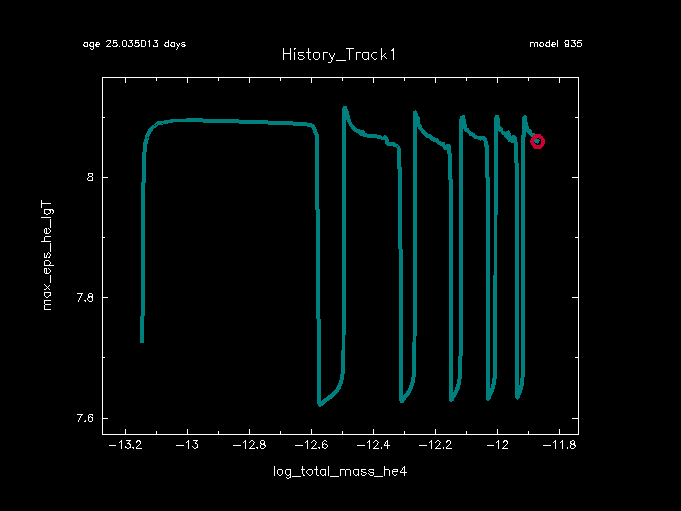 age 25.035013 days
model 935
History_Track1
max_eps_he_lgT
8
7.8
7.6
-13.2 -13 -12.8 -12.6 -12.4 -12.2 -12 -11.8
log_total_mass_he4